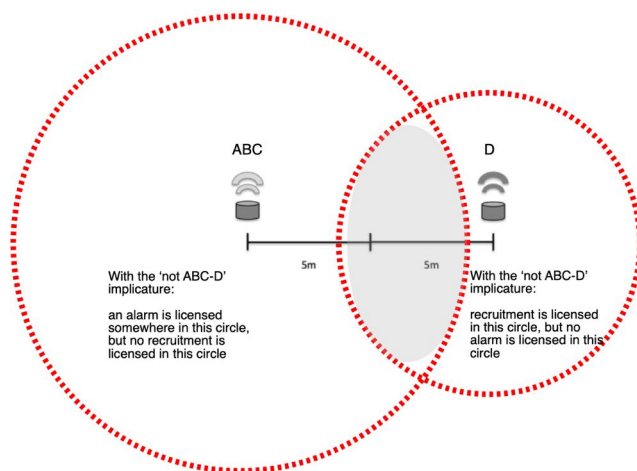 ABC
D
5m
5m
With the 'not ABC-D'
implicature:
an alarm is licensed
somewhere in this circle,
but no recruitment is
licensed in this circle
With the 'not ABC-D'
implicature:
recruitment is licensed
in this circle, but no
alarm is licensed in this
circle